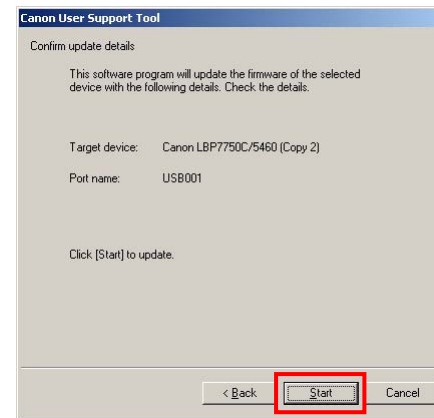 Canon User Support Tool
Confirm update details
This software program will update the firmware of the selected
device with the following details. Check the details.
Target device: Canon LBP7750C/5460 (Copy 2)
Port name: USB001
Click [Start] to update.
< Back Start Cancel